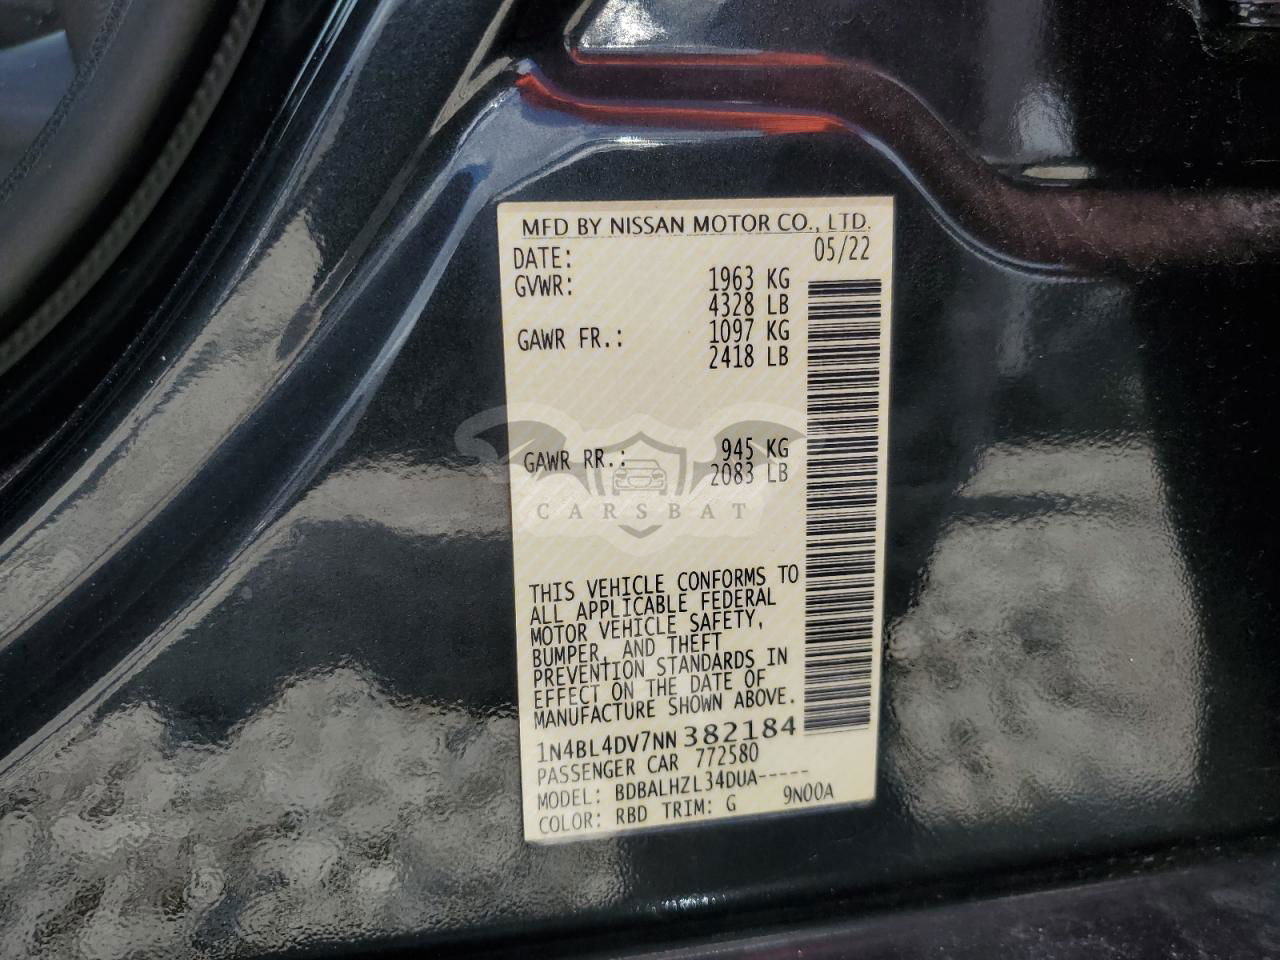 MFD BY NISSAN MOTOR CO., LTD.
DATE: 05/22
GVWR: 1963 KG
4328 LB
GAWR FR.: 1097 KG
2418 LB
GAWR RR.: 945 KG
2083 LB
CARSBAT
THIS VEHICLE CONFORMS TO
ALL APPLICABLE FEDERAL
MOTOR VEHICLE SAFETY,
BUMPER, AND THEFT
PREVENTION STANDARDS IN
EFFECT ON THE DATE OF
MANUFACTURE SHOWN ABOVE.
1N4BL4DV7NN382184
PASSENGER CAR 772580
MODEL: BDBALHZL34DUA-----
COLOR: RBD TRIM: G 9N00A